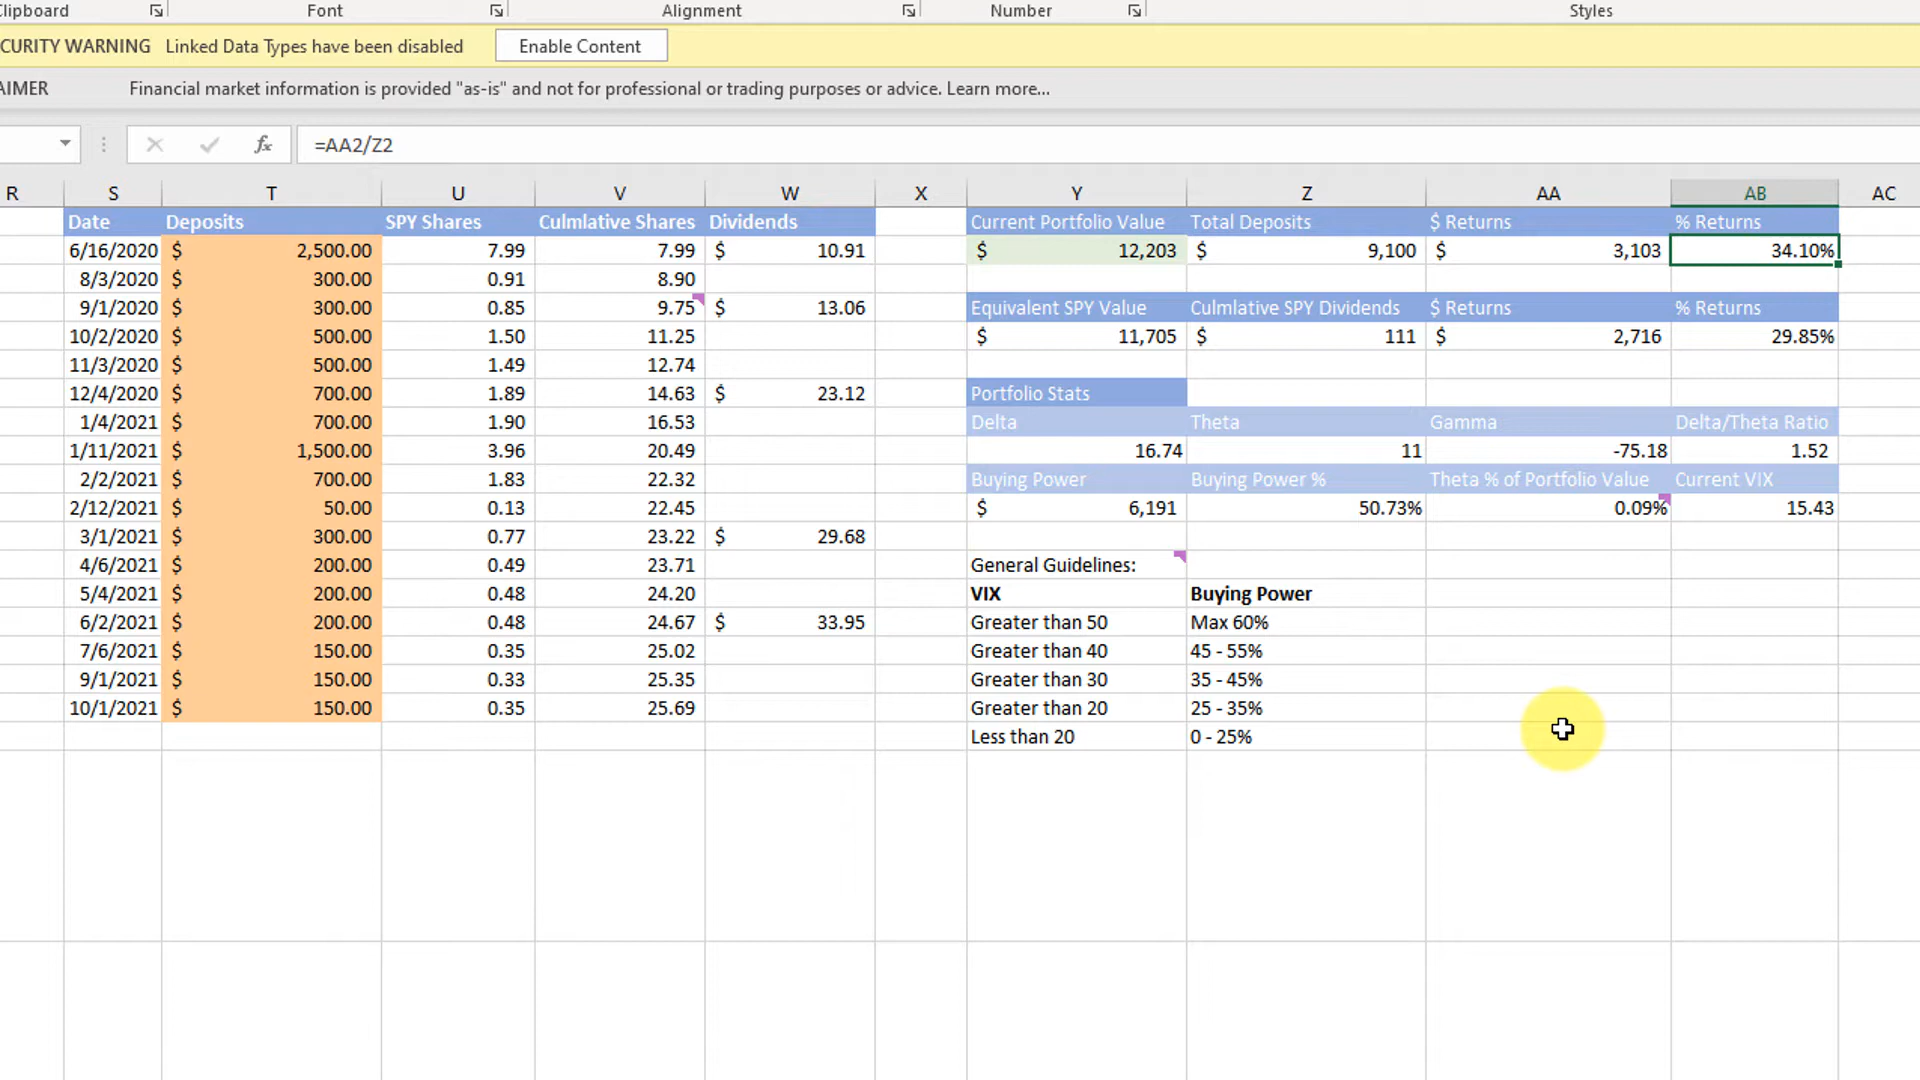 Clipboard Font Alignment Number Styles
CURITY WARNING Linked Data Types have been disabled Enable Content
AIMER Financial market information is provided "as-is" and not for professional or trading purposes or advice. Learn more...
fx =AA2/Z2
R S T U V W X Y Z AA AB AC
Date Deposits SPY Shares Culmlative Shares Dividends Current Portfolio Value Total Deposits $ Returns % Returns
6/16/2020 $ 2,500.00 7.99 7.99 $ 10.91 $ 12,203 $ 9,100 $ 3,103 34.10%
8/3/2020 $ 300.00 0.91 8.90
9/1/2020 $ 300.00 0.85 9.75 $ 13.06 Equivalent SPY Value Culmlative SPY Dividends $ Returns % Returns
10/2/2020 $ 500.00 1.50 11.25 $ 11,705 $ 111 $ 2,716 29.85%
11/3/2020 $ 500.00 1.49 12.74
12/4/2020 $ 700.00 1.89 14.63 $ 23.12 Portfolio Stats
1/4/2021 $ 700.00 1.90 16.53 Delta Theta Gamma Delta/Theta Ratio
1/11/2021 $ 1,500.00 3.96 20.49 16.74 11 -75.18 1.52
2/2/2021 $ 700.00 1.83 22.32 Buying Power Buying Power % Theta % of Portfolio Value Current VIX
2/12/2021 $ 50.00 0.13 22.45 $ 6,191 50.73% 0.09% 15.43
3/1/2021 $ 300.00 0.77 23.22 $ 29.68
4/6/2021 $ 200.00 0.49 23.71 General Guidelines:
5/4/2021 $ 200.00 0.48 24.20 VIX Buying Power
6/2/2021 $ 200.00 0.48 24.67 $ 33.95 Greater than 50 Max 60%
7/6/2021 $ 150.00 0.35 25.02 Greater than 40 45 - 55%
9/1/2021 $ 150.00 0.33 25.35 Greater than 30 35 - 45%
10/1/2021 $ 150.00 0.35 25.69 Greater than 20 25 - 35%
Less than 20 0 - 25%